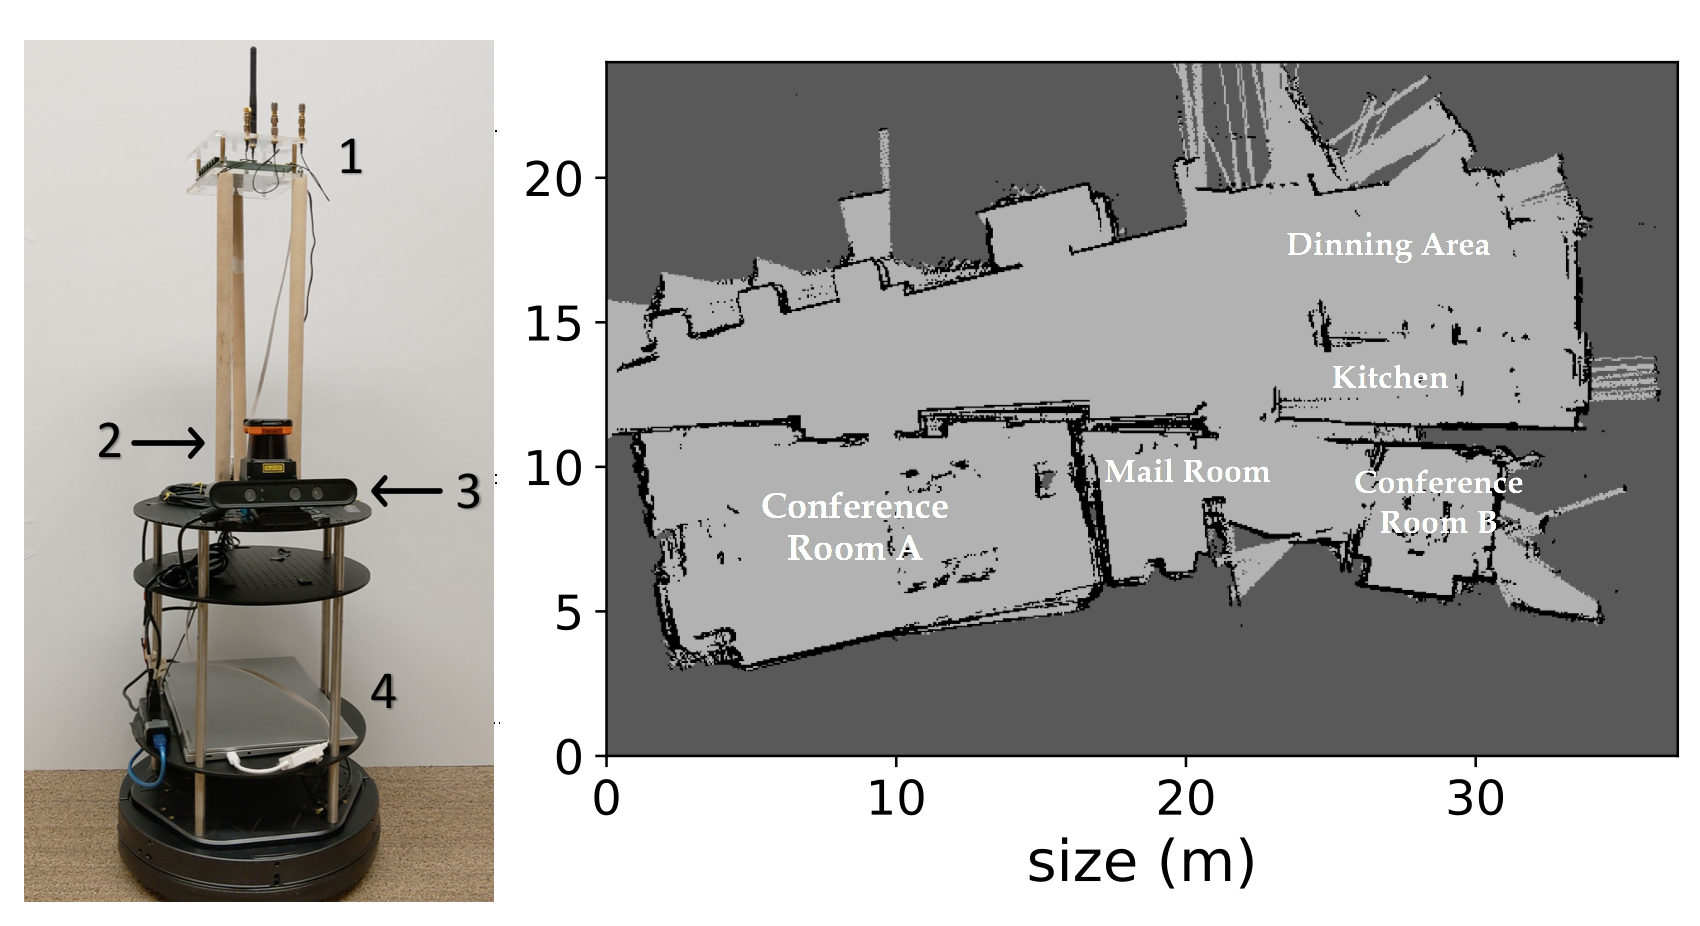 1
2
3
4
20
15
10
5
0
0 10 20 30
size (m)
Dinning Area
Kitchen
Mail Room
Conference
Room A
Conference
Room B